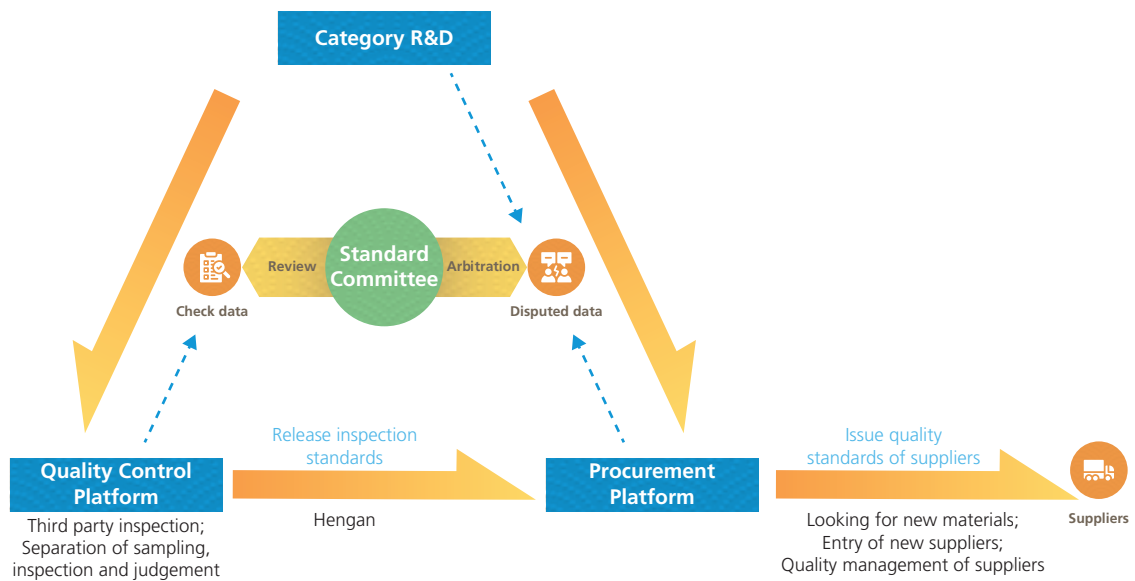 Category R&D
Standard
Committee
Review
Arbitration
Check data
Disputed data
Release inspection
standards
Issue quality
standards of suppliers
Quality Control
Platform
Procurement
Platform
Suppliers
Hengan
Third party inspection;
Separation of sampling,
inspection and judgement
Looking for new materials;
Entry of new suppliers;
Quality management of suppliers